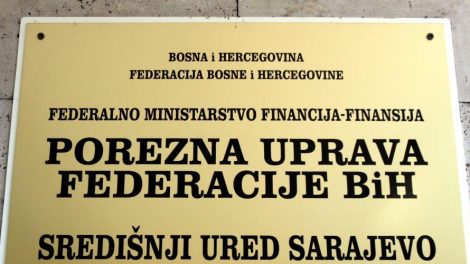 BOSNA i HERCEGOVINA
FEDERACIJA BOSNE i HERCEGOVINE
FEDERALNO MINISTARSTVO FINANCIJA-FINANSIJA
POREZNA UPRAVA
FEDERACIJE BiH
SREDIŠNJI URED SARAJEVO